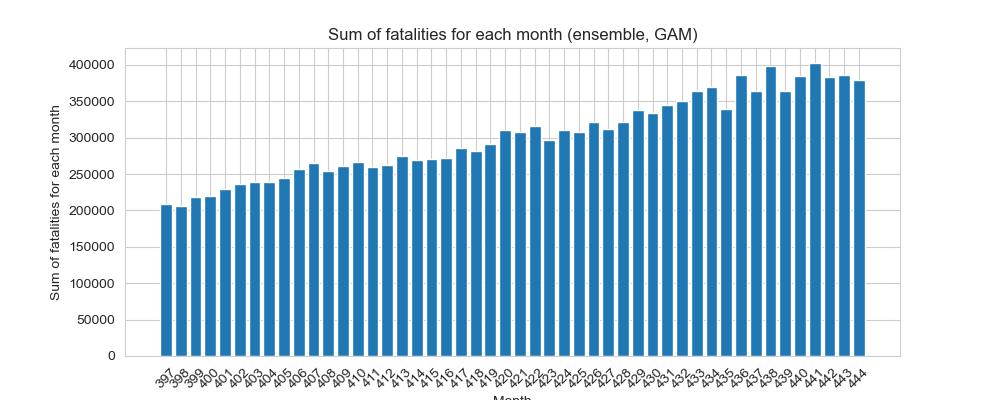 Sum of fatalities for each month (ensemble, GAM)
Sum of fatalities for each month
400000
350000
300000
250000
200000
150000
100000
50000
0
397 398 399 400 401 402 403 404 405 406 407 408 409 410 411 412 413 414 415 416 417 418 419 420 421 422 423 424 425 426 427 428 429 430 431 432 433 434 435 436 437 438 439 440 441 442 443 444
Month